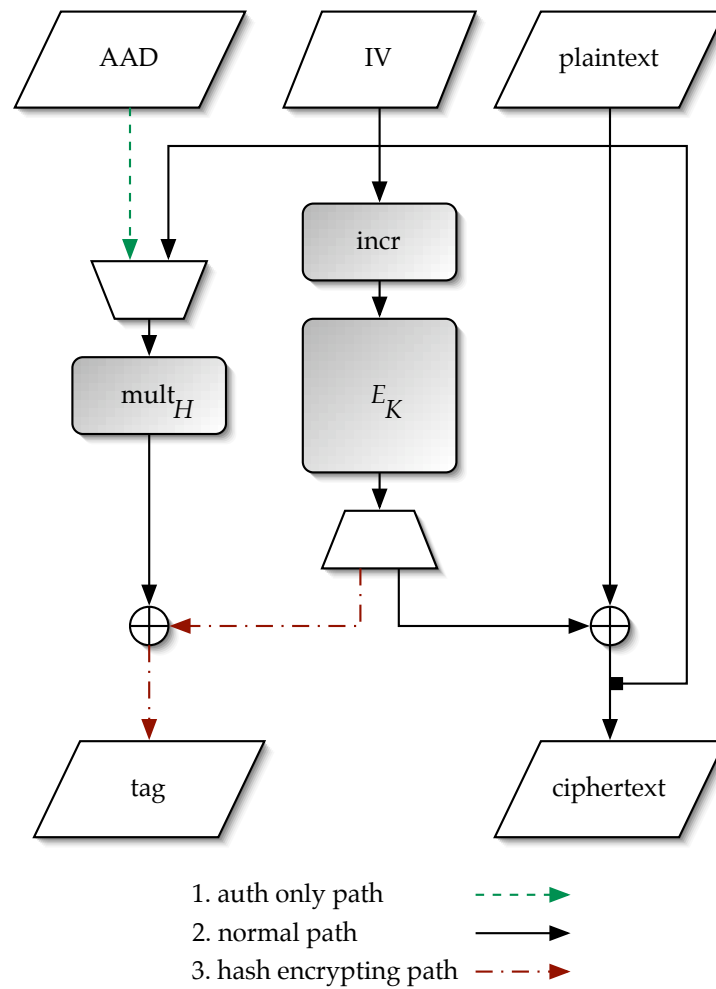 AAD
IV
plaintext
incr
mult_H
E_K
tag
ciphertext
1. auth only path
2. normal path
3. hash encrypting path